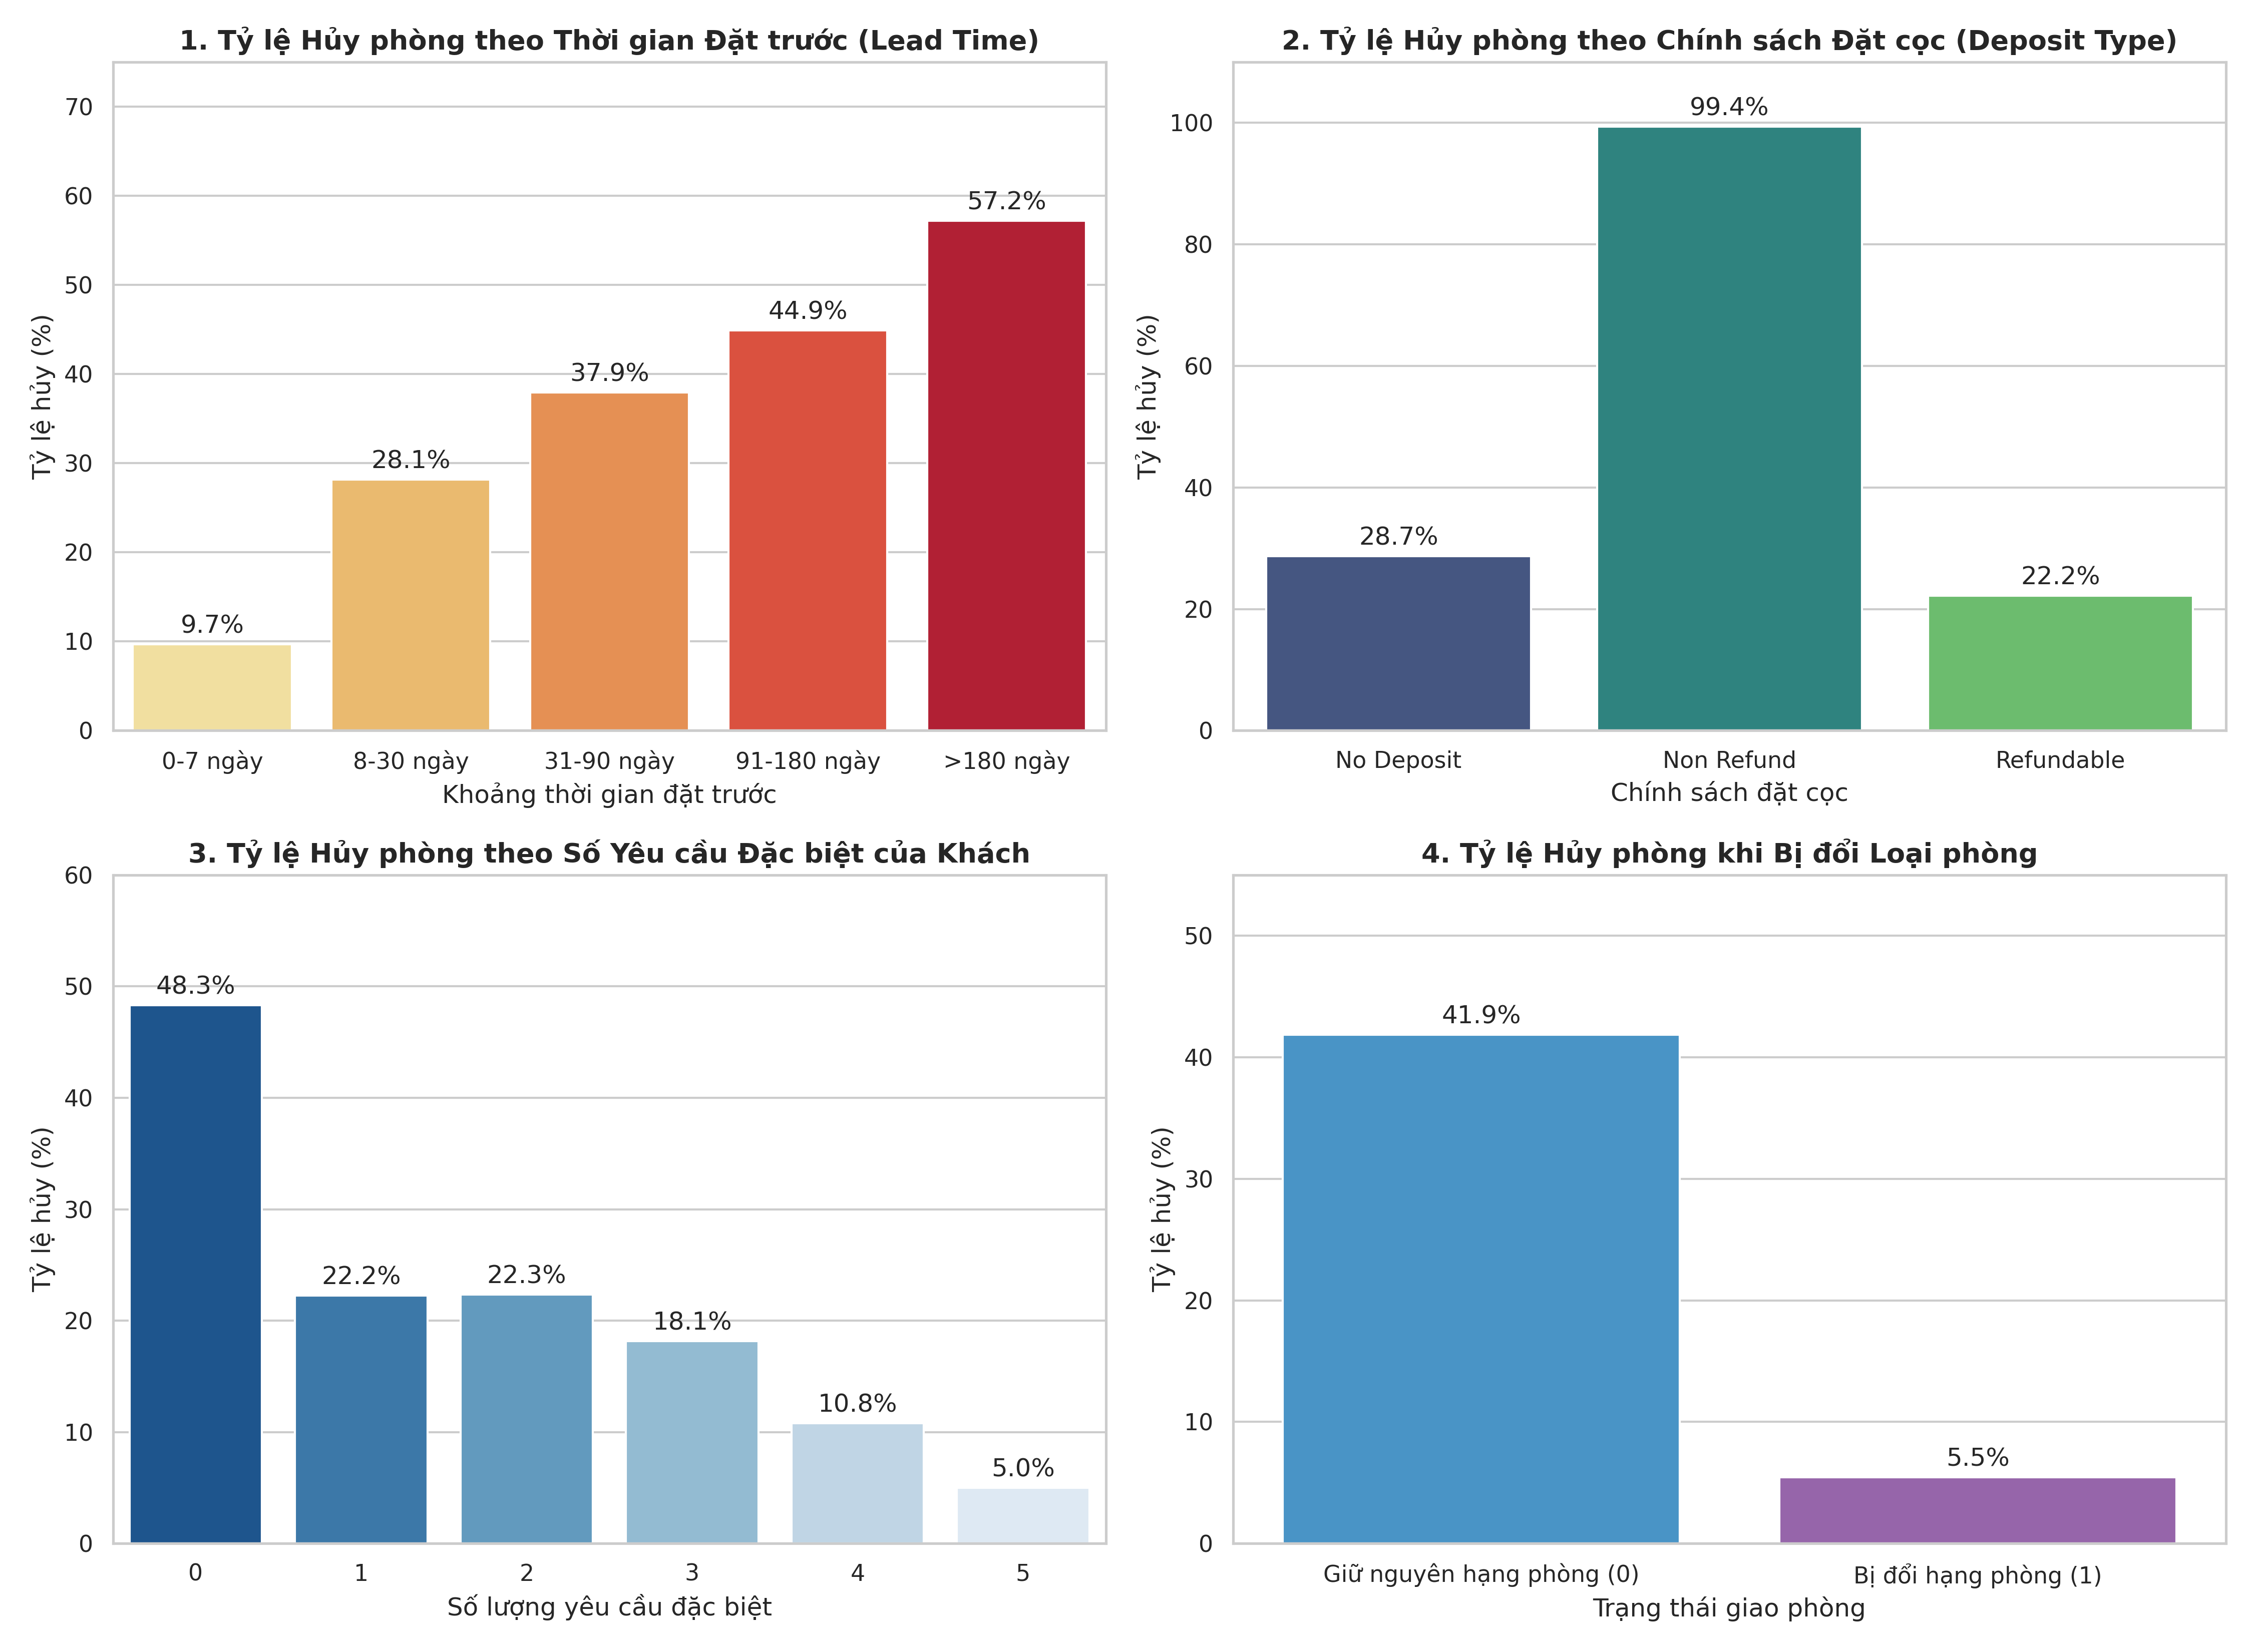 1. Tỷ lệ Hủy phòng theo Thời gian Đặt trước (Lead Time)
Tỷ lệ hủy (%)
70
60
50
40
30
20
10
0
9.7%
28.1%
37.9%
44.9%
57.2%
0-7 ngày
8-30 ngày
31-90 ngày
91-180 ngày
>180 ngày
Khoảng thời gian đặt trước
2. Tỷ lệ Hủy phòng theo Chính sách Đặt cọc (Deposit Type)
Tỷ lệ hủy (%)
100
80
60
40
20
0
28.7%
99.4%
22.2%
No Deposit
Non Refund
Refundable
Chính sách đặt cọc
3. Tỷ lệ Hủy phòng theo Số Yêu cầu Đặc biệt của Khách
Tỷ lệ hủy (%)
60
50
40
30
20
10
0
48.3%
22.2%
22.3%
18.1%
10.8%
5.0%
0
1
2
3
4
5
Số lượng yêu cầu đặc biệt
4. Tỷ lệ Hủy phòng khi Bị đổi Loại phòng
Tỷ lệ hủy (%)
50
40
30
20
10
0
41.9%
5.5%
Giữ nguyên hạng phòng (0)
Bị đổi hạng phòng (1)
Trạng thái giao phòng